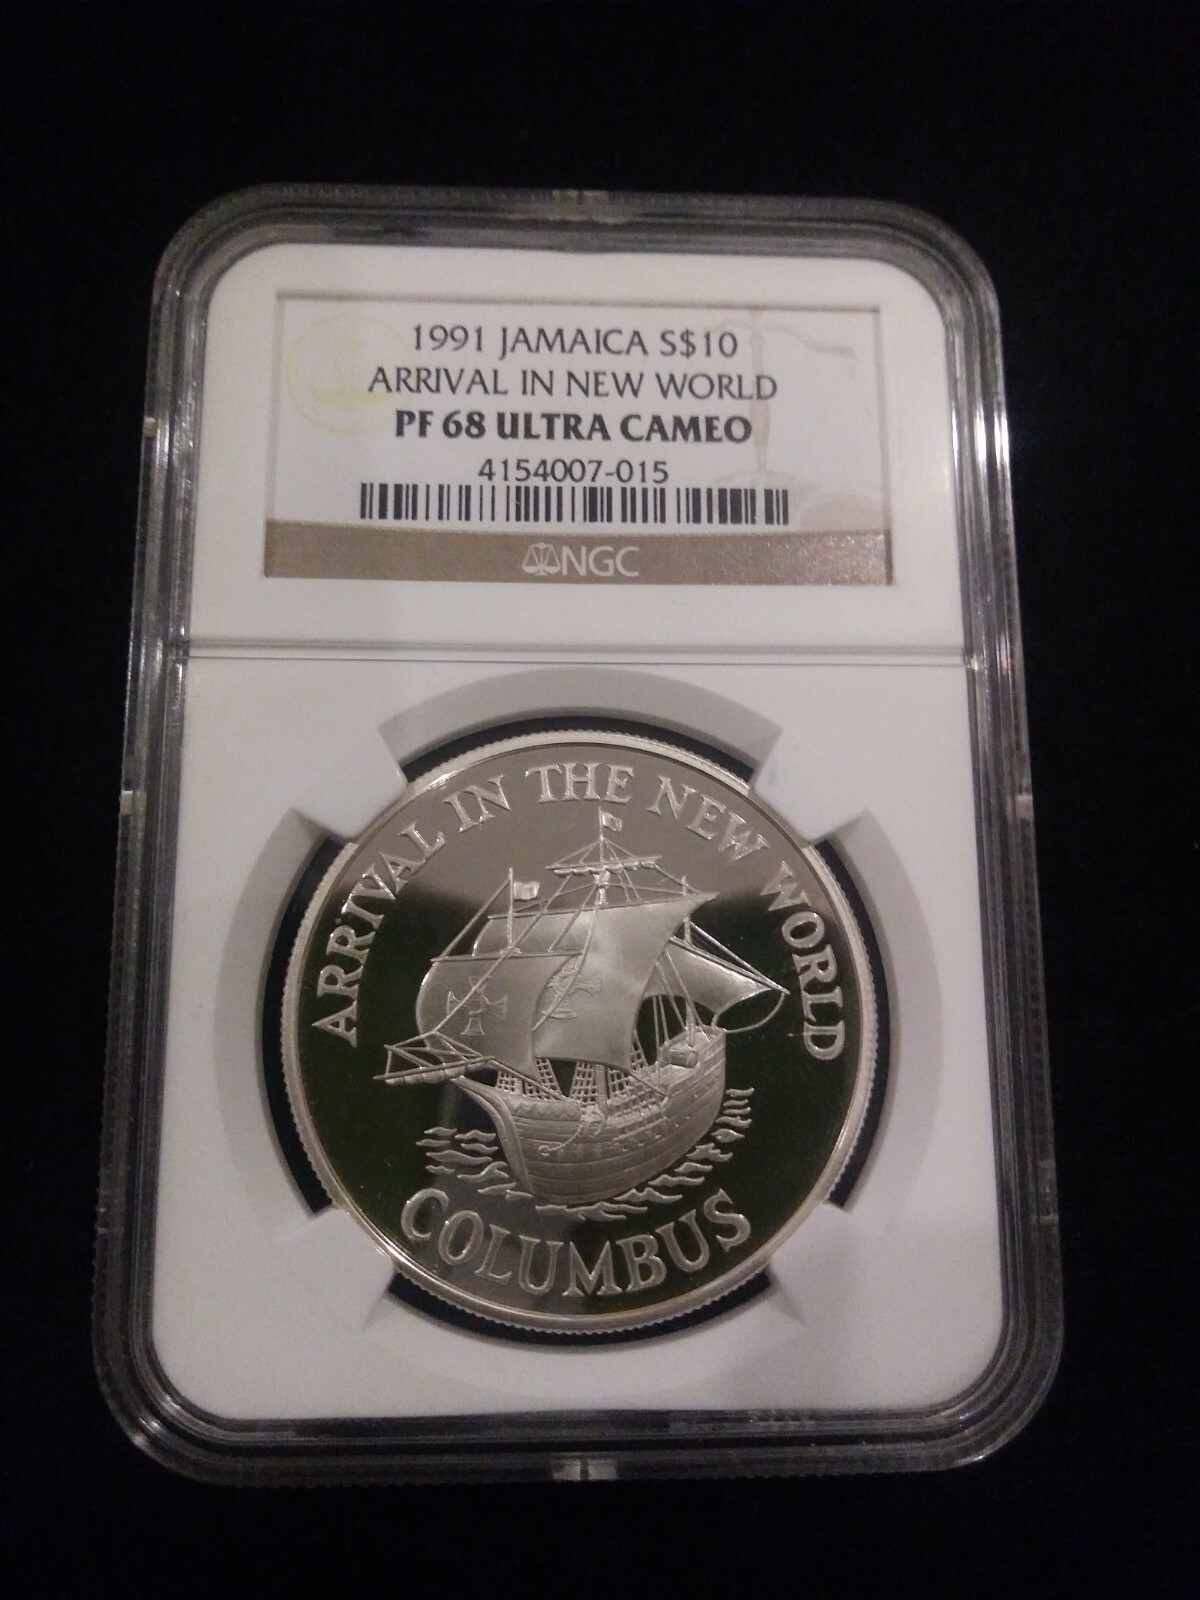 1991 JAMAICA S$10
ARRIVAL IN NEW WORLD
PF 68 ULTRA CAMEO
4154007-015
NGC
ARRIVAL IN THE NEW WORLD
COLUMBUS